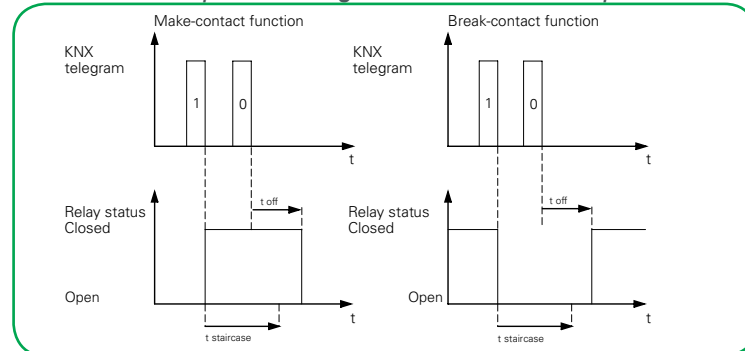 Make-contact function
KNX
telegram
1
0
t
Relay status
Closed
t off
Open
t
t staircase
Break-contact function
KNX
telegram
1
0
t
Relay status
Closed
t off
Open
t
t staircase